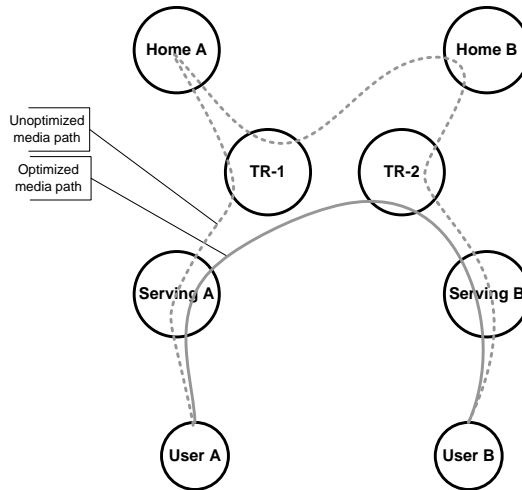 Home A
Home B
Unoptimized
media path
Optimized
media path
TR-1
TR-2
Serving A
Serving B
User A
User B